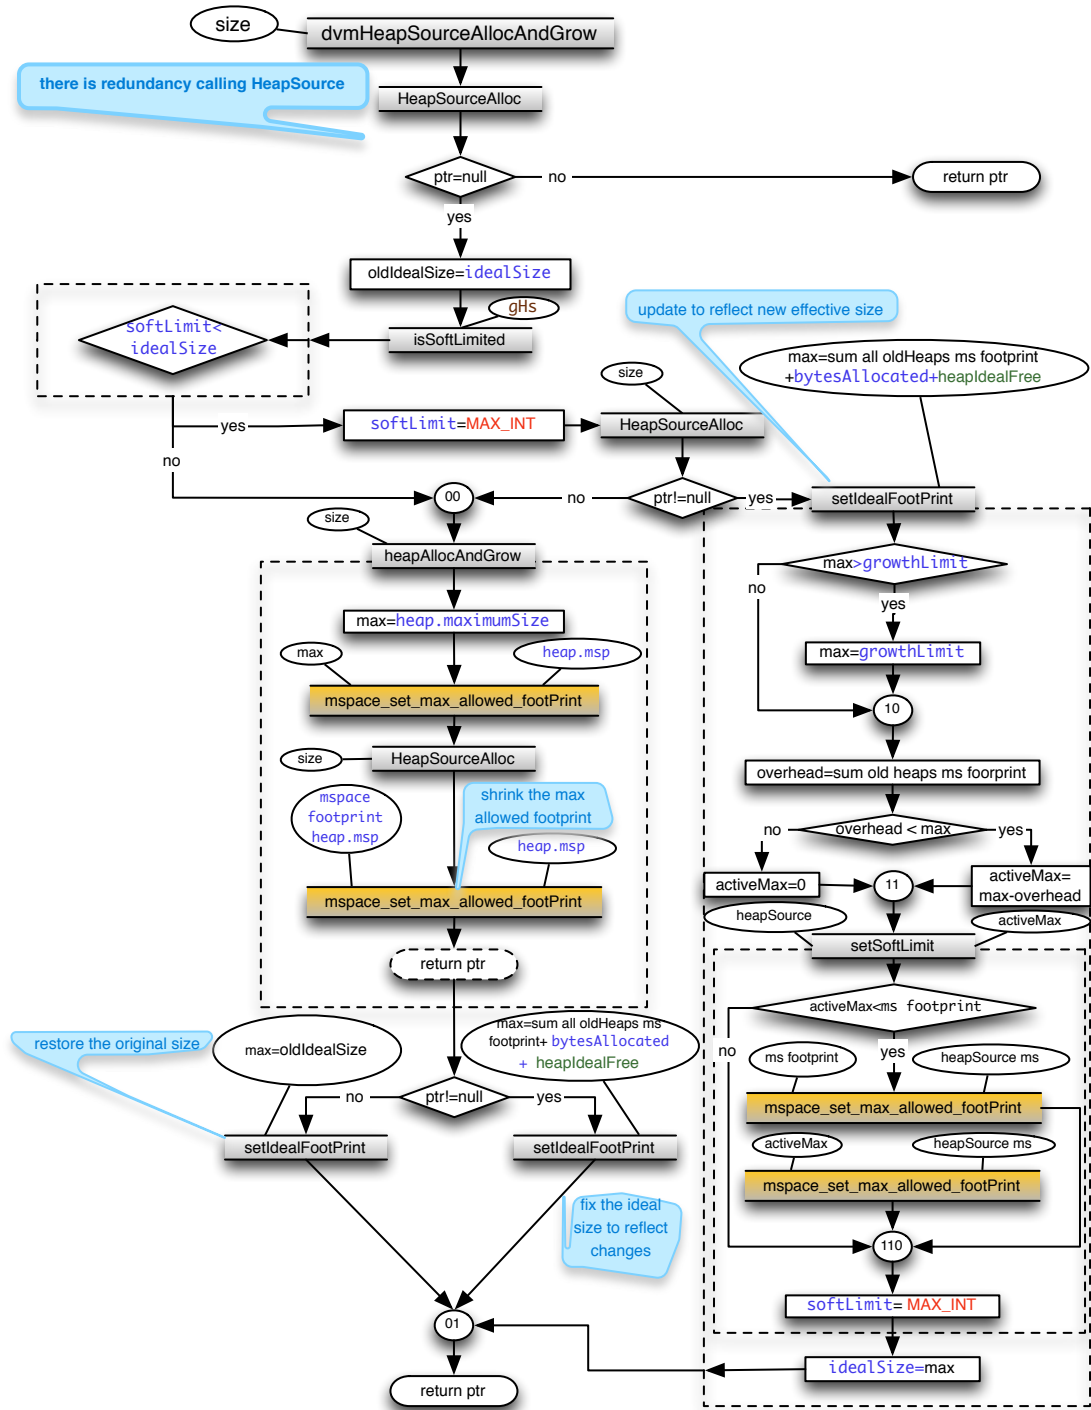 size
dvmHeapSourceAllocAndGrow
there is redundancy calling HeapSource
HeapSourceAlloc
ptr=null
no
return ptr
yes
oldIdealSize=idealSize
gHs
isSoftLimited
softLimit<
idealSize
update to reflect new effective size
max=sum all oldHeaps ms footprint
+bytesAllocated+heapIdealFree
size
yes
softLimit=MAX_INT
HeapSourceAlloc
no
00
no
ptr!=null
yes
setIdealFootPrint
size
heapAllocAndGrow
max>growthLimit
no
yes
max=heap.maximumSize
max=growthLimit
max
heap.msp
mspace_set_max_allowed_footPrint
10
size
HeapSourceAlloc
overhead=sum old heaps ms foorprint
mspace
footprint
heap.msp
shrink the max
allowed footprint
heap.msp
no
overhead < max
yes
mspace_set_max_allowed_footPrint
activeMax=0
11
activeMax=
max-overhead
heapSource
activeMax
setSoftLimit
return ptr
activeMax<ms footprint
restore the original size
max=oldIdealSize
max=sum all oldHeaps ms
footprint+ bytesAllocated
+ heapIdealFree
no
yes
ms footprint
heapSource ms
mspace_set_max_allowed_footPrint
no
ptr!=null
yes
setIdealFootPrint
setIdealFootPrint
activeMax
heapSource ms
mspace_set_max_allowed_footPrint
fix the ideal
size to reflect
changes
110
softLimit= MAX_INT
01
idealSize=max
return ptr